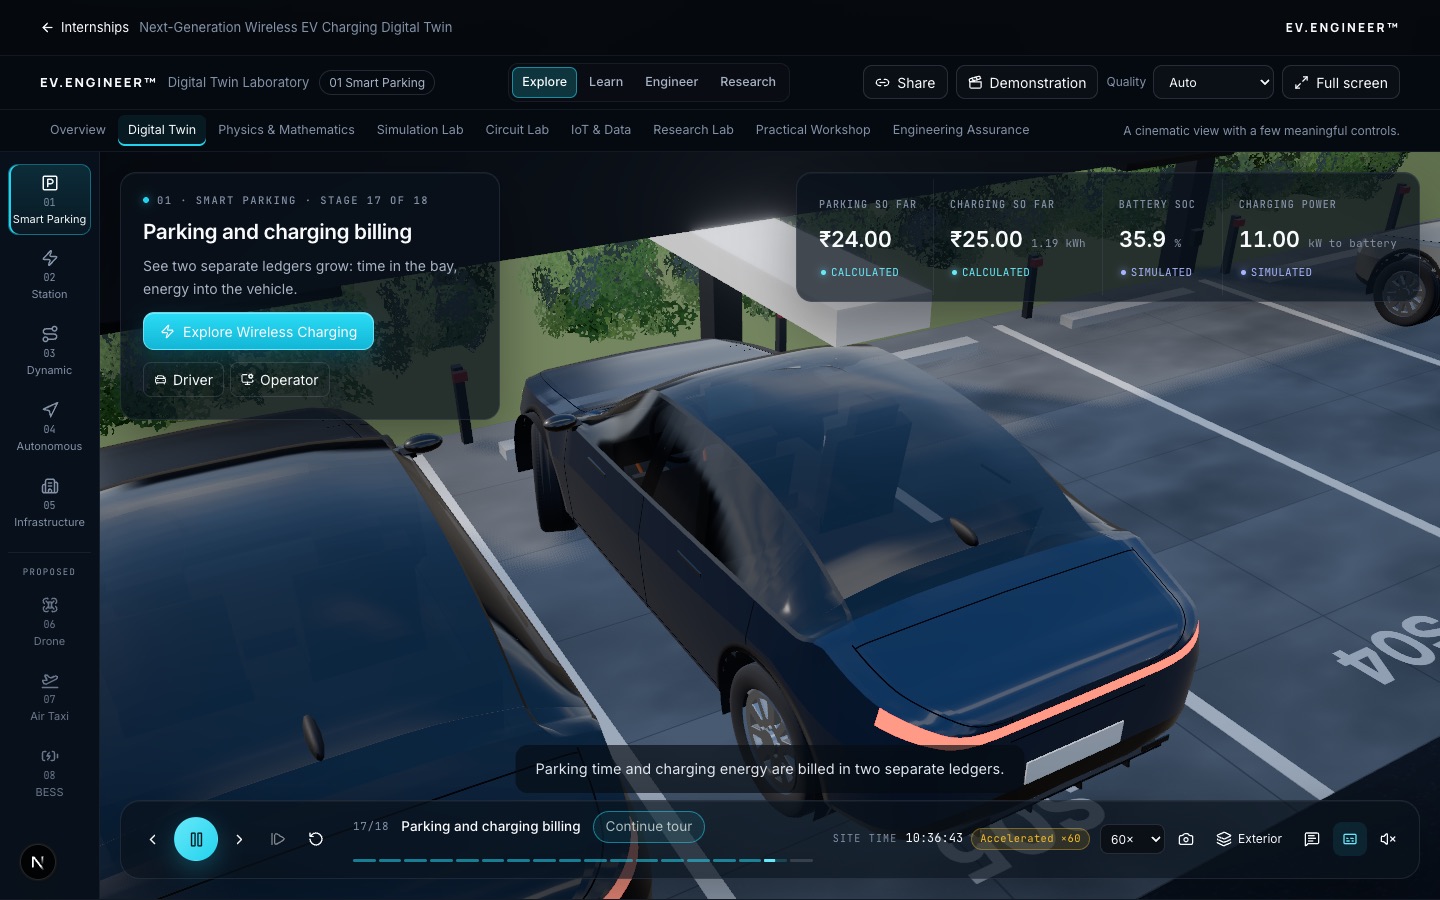 Internships Next-Generation Wireless EV Charging Digital Twin
EV.ENGINEER™
EV.ENGINEER™ Digital Twin Laboratory 01 Smart Parking
Explore Learn Engineer Research
Share Demonstration Quality Auto Full screen
Overview Digital Twin Physics & Mathematics Simulation Lab Circuit Lab IoT & Data Research Lab Practical Workshop Engineering Assurance
A cinematic view with a few meaningful controls.
01
Smart Parking
02
Station
03
Dynamic
04
Autonomous
05
Infrastructure
PROPOSED
06
Drone
07
Air Taxi
08
BESS
01 · SMART PARKING · STAGE 17 OF 18
Parking and charging billing
See two separate ledgers grow: time in the bay,
energy into the vehicle.
Explore Wireless Charging
Driver Operator
PARKING SO FAR
₹24.00
CALCULATED
CHARGING SO FAR
₹25.00 1.19 kWh
CALCULATED
BATTERY SOC
35.9 %
SIMULATED
CHARGING POWER
11.00 kW to battery
SIMULATED
S04
Parking time and charging energy are billed in two separate ledgers.
17/18 Parking and charging billing Continue tour
SITE TIME 10:36:43 Accelerated ×60 60× Exterior
N